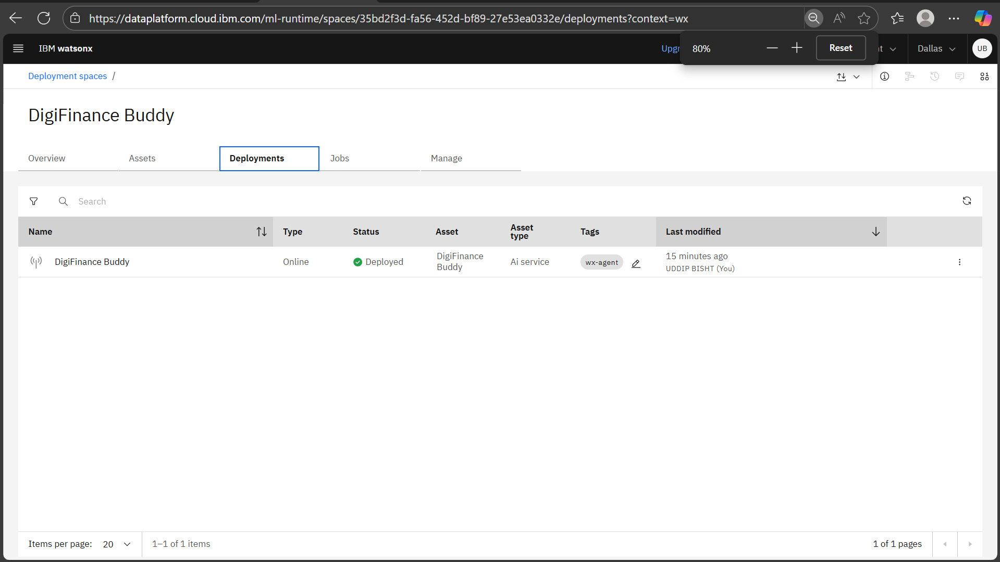 https://dataplatform.cloud.ibm.com/ml-runtime/spaces/35bd2f3d-fa56-452d-bf89-27e53ea0332e/deployments?context=wx
IBM watsonx
Upgr
80%
Reset
Dallas
UB
Deployment spaces /
DigiFinance Buddy
Overview
Assets
Deployments
Jobs
Manage
Search
Name
Type
Status
Asset
Asset
type
Tags
Last modified
DigiFinance Buddy
Online
Deployed
DigiFinance
Buddy
Ai service
wx-agent
15 minutes ago
UDDIP BISHT (You)
Items per page: 20
1–1 of 1 items
1 of 1 pages